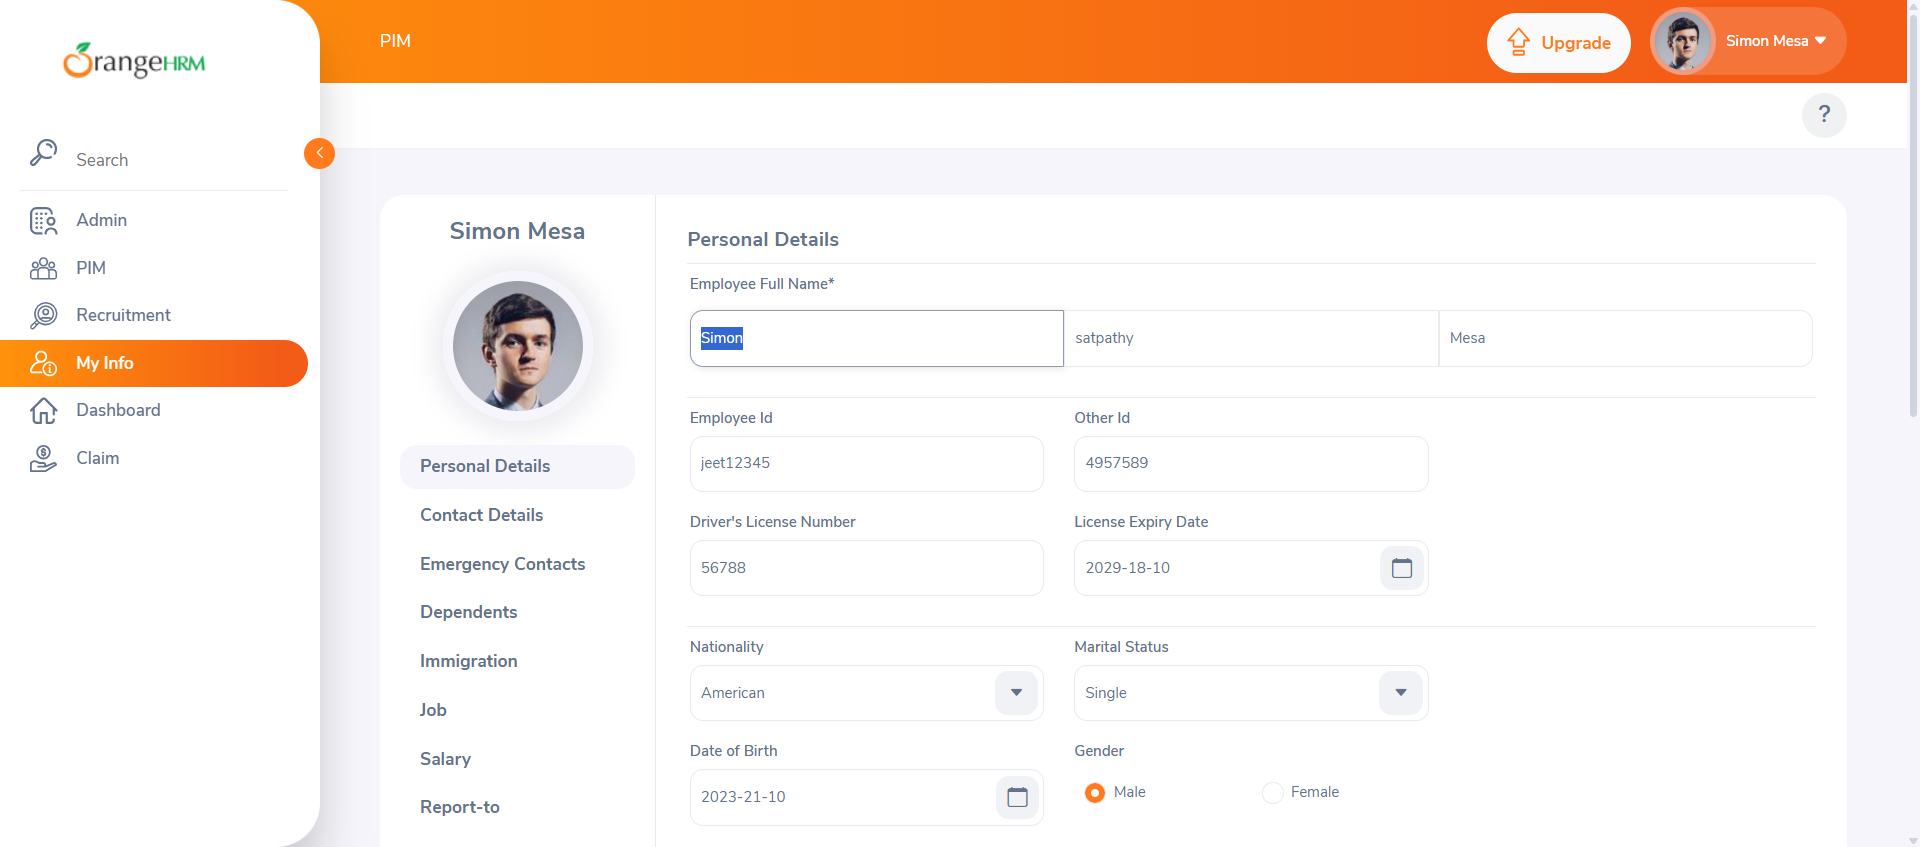 OrangeHRM
PIM
Upgrade
Simon Mesa
?
Search
Admin
PIM
Recruitment
My Info
Dashboard
Claim
Simon Mesa
Personal Details
Contact Details
Emergency Contacts
Dependents
Immigration
Job
Salary
Report-to
Personal Details
Employee Full Name*
Simon satpathy Mesa
Employee Id Other Id
jeet12345 4957589
Driver's License Number License Expiry Date
56788 2029-18-10
Nationality Marital Status
American Single
Date of Birth Gender
2023-21-10 Male Female